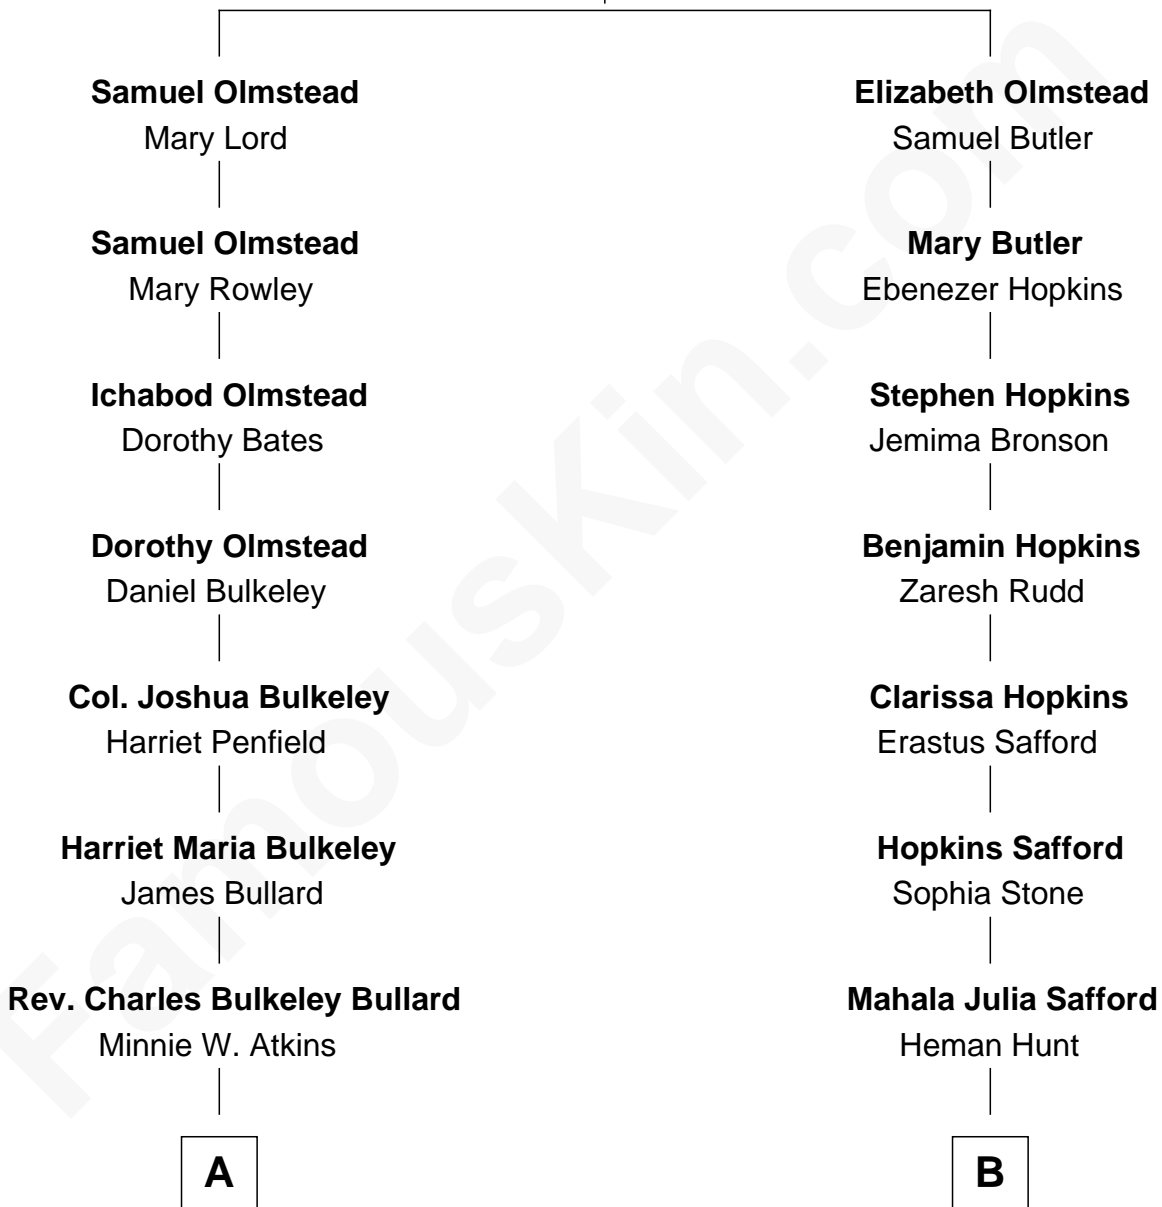 Samuel Olmstead
Mary Lord
Samuel Olmstead
Mary Rowley
Ichabod Olmstead
Dorothy Bates
Dorothy Olmstead
Daniel Bulkeley
Col. Joshua Bulkeley
Harriet Penfield
Harriet Maria Bulkeley
James Bullard
Rev. Charles Bulkeley Bullard
Minnie W. Atkins
A
Elizabeth Olmstead
Samuel Butler
Mary Butler
Ebenezer Hopkins
Stephen Hopkins
Jemima Bronson
Benjamin Hopkins
Zaresh Rudd
Clarissa Hopkins
Erastus Safford
Hopkins Safford
Sophia Stone
Mahala Julia Safford
Heman Hunt
B
FamousKin.com